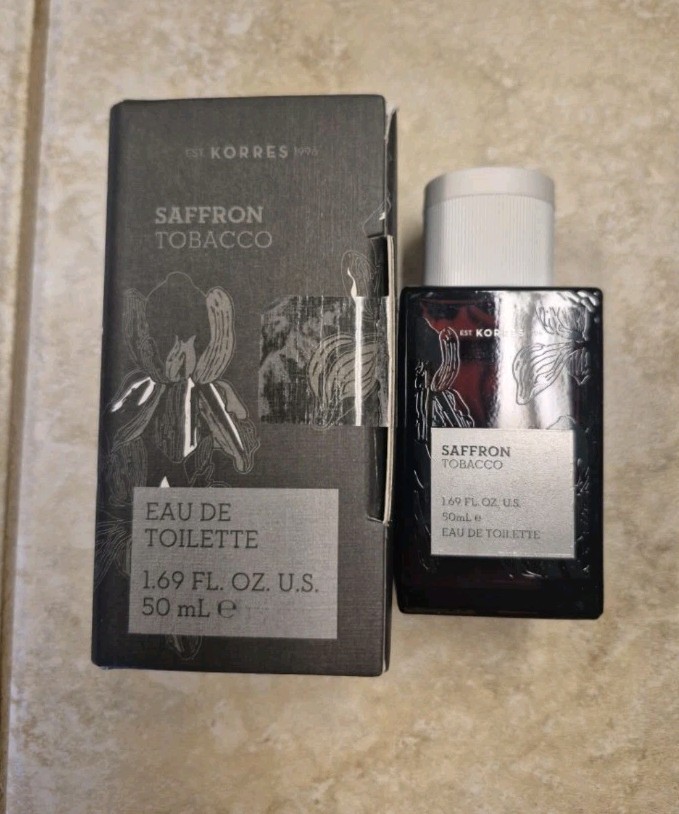 EST. KORRES 1996
SAFFRON
TOBACCO
EAU DE
TOILETTE
1.69 FL. OZ. U.S.
50 mL ℮
EST KORRES
SAFFRON
TOBACCO
1.69 FL. OZ. U.S.
50mL ℮
EAU DE TOILETTE